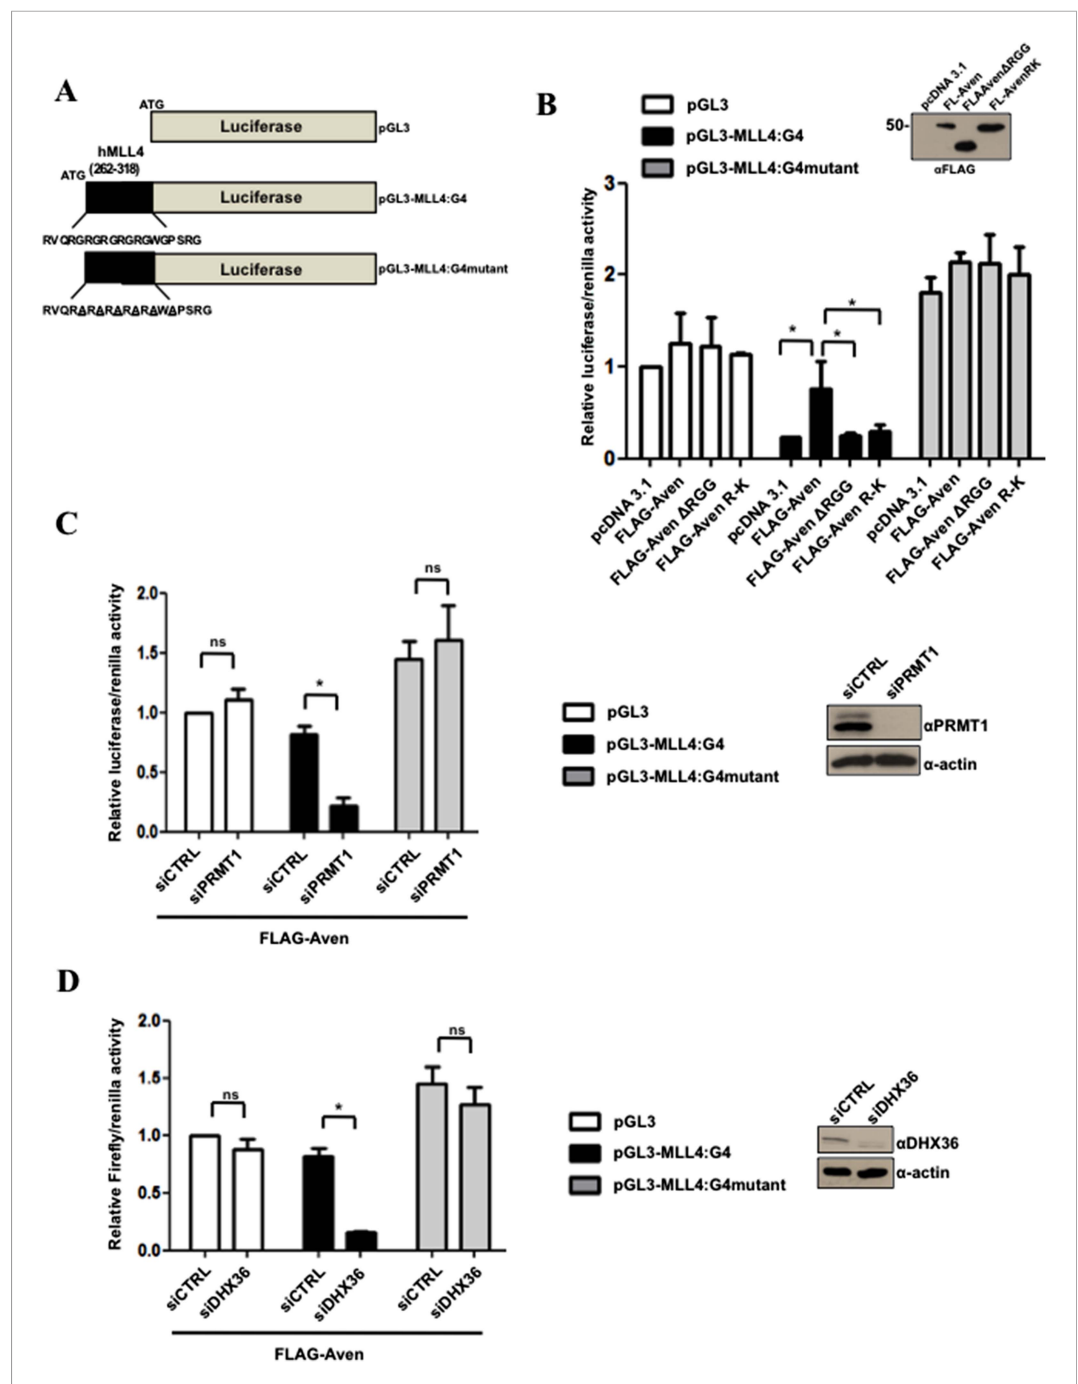 A
ATG
Luciferase
pGL3
hMLL4
(262-318)
ATG
Luciferase
pGL3-MLL4:G4
RVQRGRGRGRGRGWGPSRG
Luciferase
pGL3-MLL4:G4mutant
RVQRARARARARAWAPSRG
B
pGL3
pGL3-MLL4:G4
pGL3-MLL4:G4mutant
pcDNA 3.1
FL-Aven
FLAAvenΔRGG
FL-AvenRK
50-
αFLAG
Relative luciferase/renilla activity
3
2
1
0
*
*
*
pcDNA 3.1
FLAG-Aven
FLAG-Aven ΔRGG
FLAG-Aven R-K
pcDNA 3.1
FLAG-Aven
FLAG-Aven ΔRGG
FLAG-Aven R-K
pcDNA 3.1
FLAG-Aven
FLAG-Aven ΔRGG
FLAG-Aven R-K
C
Relative luciferase/renilla activity
2.0
1.5
1.0
0.5
0.0
ns
*
ns
siCTRL
siPRMT1
siCTRL
siPRMT1
siCTRL
siPRMT1
FLAG-Aven
pGL3
pGL3-MLL4:G4
pGL3-MLL4:G4mutant
siCTRL
siPRMT1
αPRMT1
α-actin
D
Relative Firefly/renilla activity
2.0
1.5
1.0
0.5
0.0
ns
*
ns
siCTRL
siDHX36
siCTRL
siDHX36
siCTRL
siDHX36
FLAG-Aven
pGL3
pGL3-MLL4:G4
pGL3-MLL4:G4mutant
siCTRL
siDHX36
αDHX36
α-actin